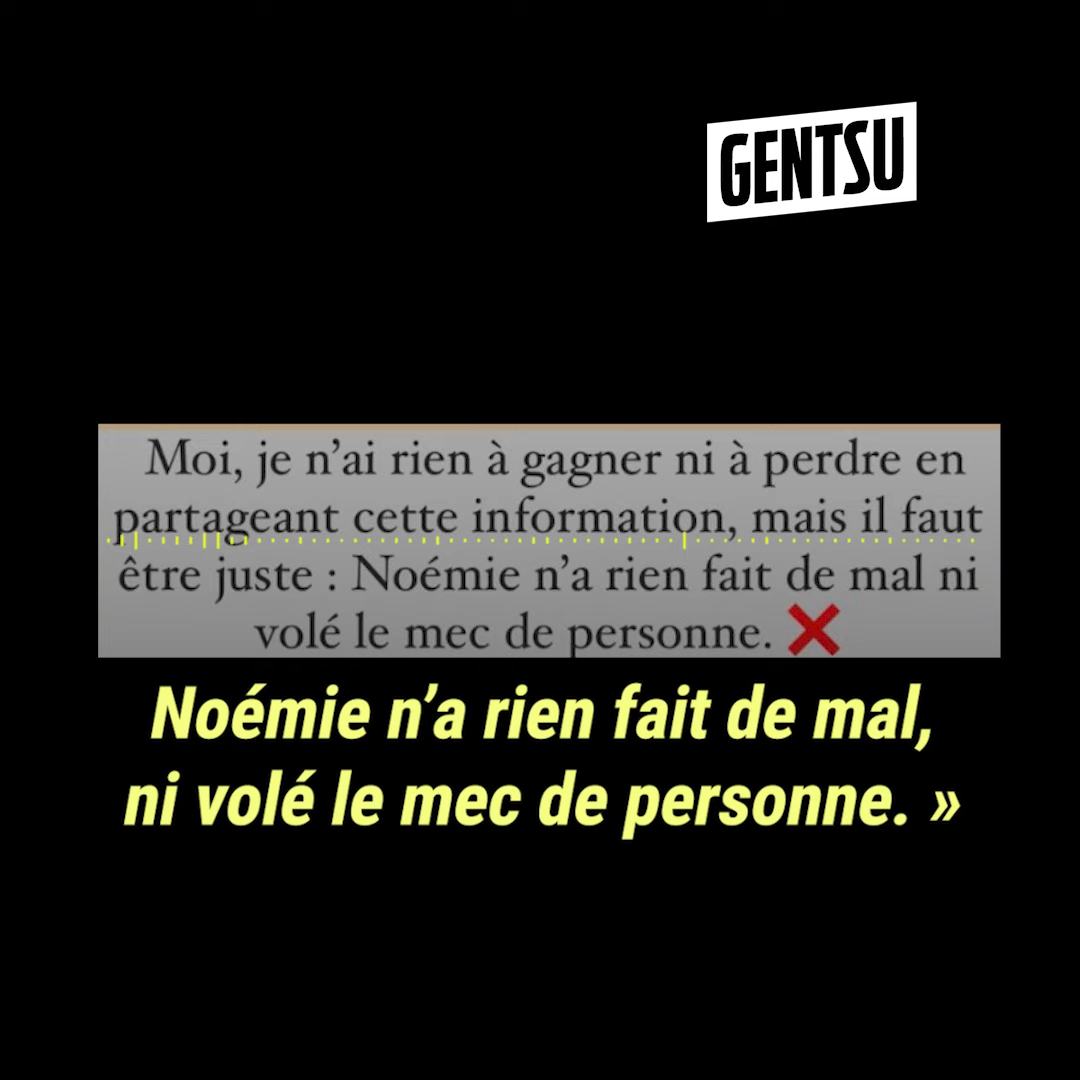 GENTSU
Moi, je n’ai rien à gagner ni à perdre en
partageant cette information, mais il faut
être juste : Noémie n’a rien fait de mal ni
volé le mec de personne. ❌
Noémie n’a rien fait de mal,
ni volé le mec de personne. »